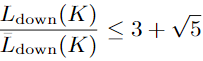 L_down(K) / L̄_down(K) ≤ 3 + √5